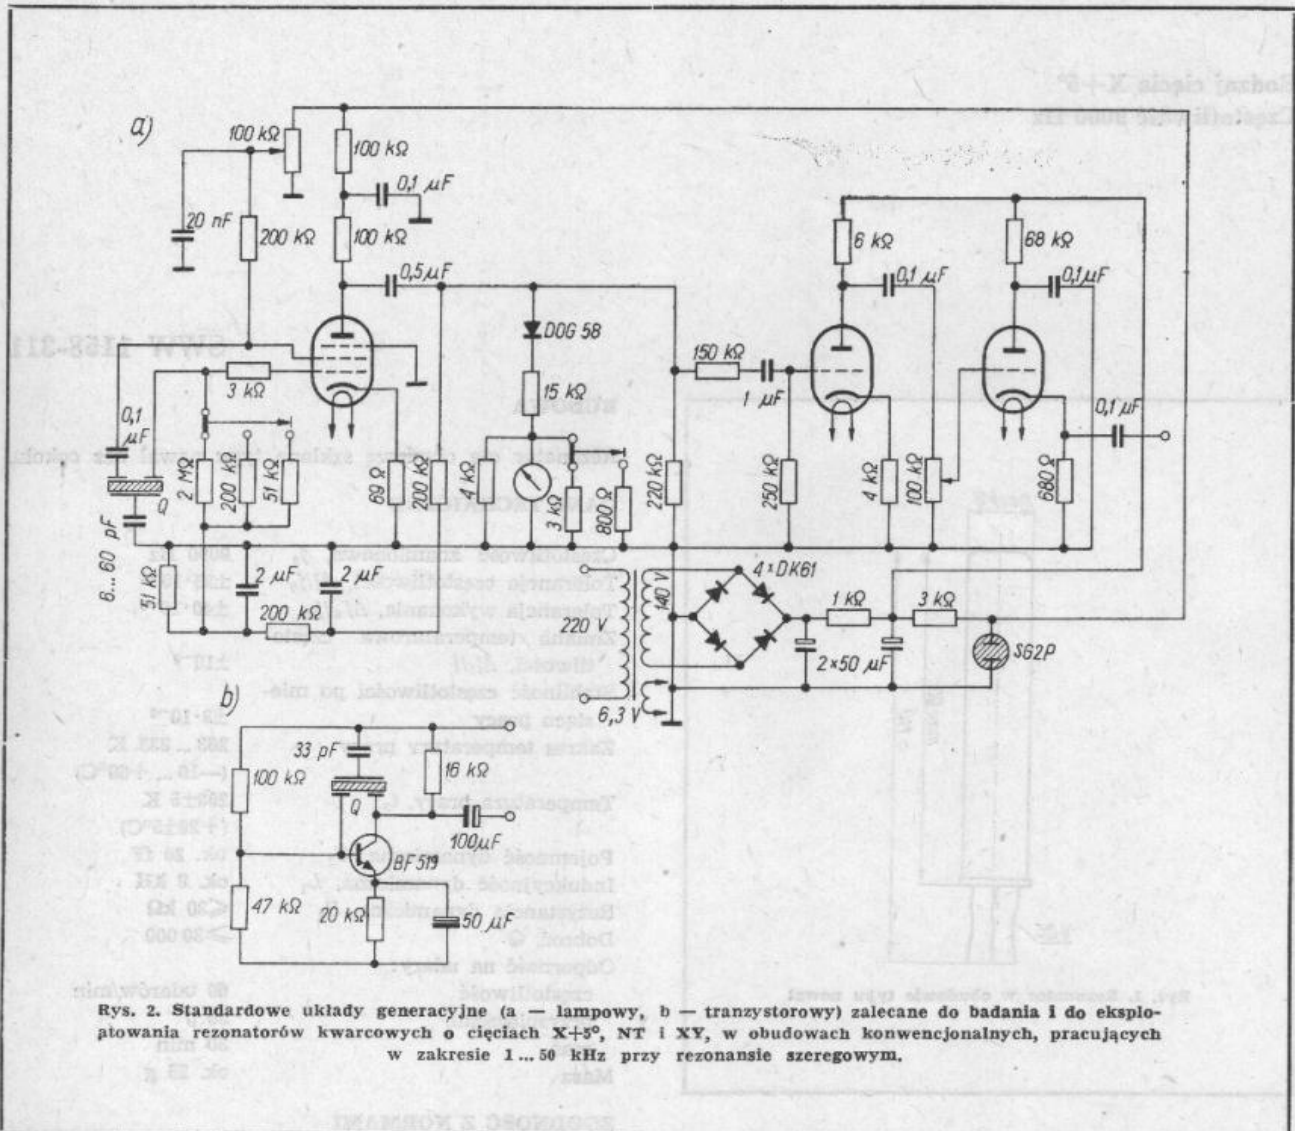 a)
100 kΩ
100 kΩ
0,1 μF
20 nF
200 kΩ
100 kΩ
0,5 μF
6 kΩ
68 kΩ
0,1 μF
0,1 μF
DOG 58
3 kΩ
15 kΩ
150 kΩ
1 μF
0,1 μF
0,1 μF
2 MΩ
200 kΩ
51 kΩ
69 Ω
200 kΩ
4 kΩ
3 kΩ
800 Ω
220 kΩ
250 kΩ
4 kΩ
100 kΩ
680 Ω
Q
6... 60 pF
51 kΩ
2 μF
2 μF
200 kΩ
220 V
140 V
6,3 V
4×DK61
1 kΩ
3 kΩ
2×50 μF
SG2P
b)
33 pF
100 kΩ
16 kΩ
Q
100μF
BF 519
47 kΩ
20 kΩ
50 μF
Rys. 2. Standardowe układy generacyjne (a — lampowy, b — tranzystorowy) zalecane do badania i do eksplo-
atowania rezonatorów kwarcowych o cięciach X+5°, NT i XY, w obudowach konwencjonalnych, pracujących
w zakresie 1 ... 50 kHz przy rezonansie szeregowym.